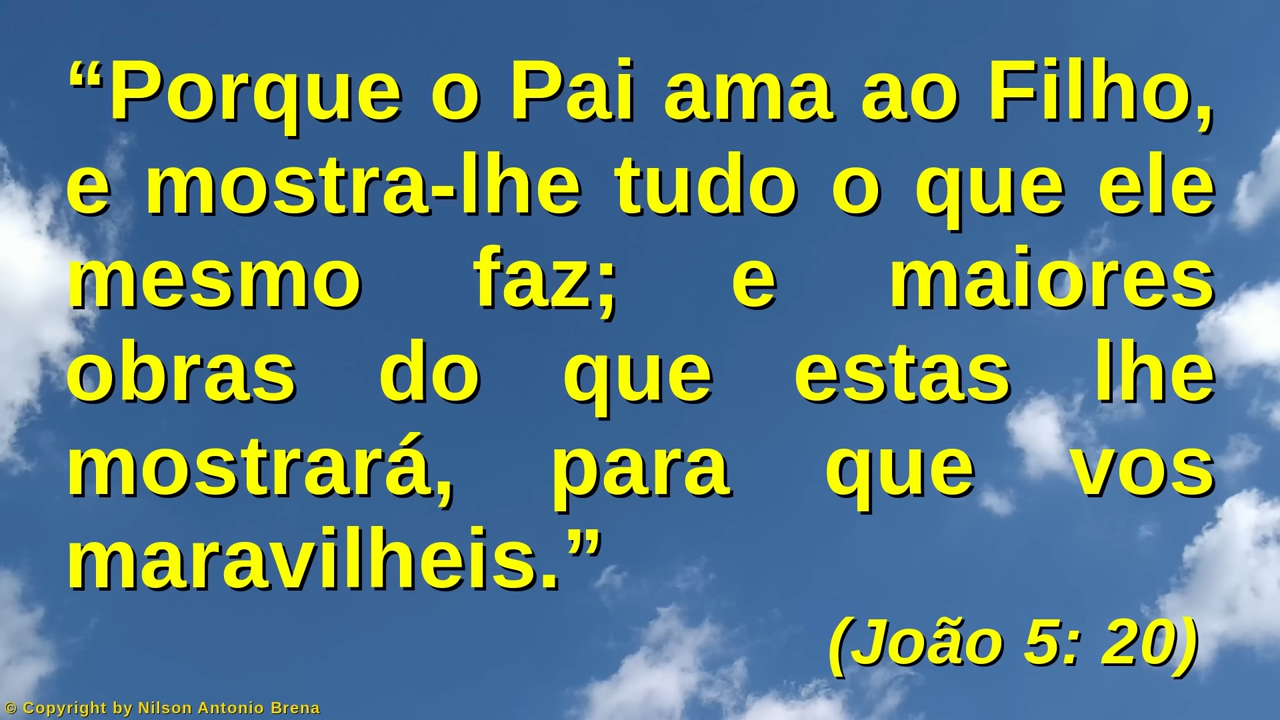 “Porque o Pai ama ao Filho,
e mostra-lhe tudo o que ele
mesmo faz; e maiores
obras do que estas lhe
mostrará, para que vos
maravilheis.”
(João 5: 20)
© Copyright by Nilson Antonio Brena